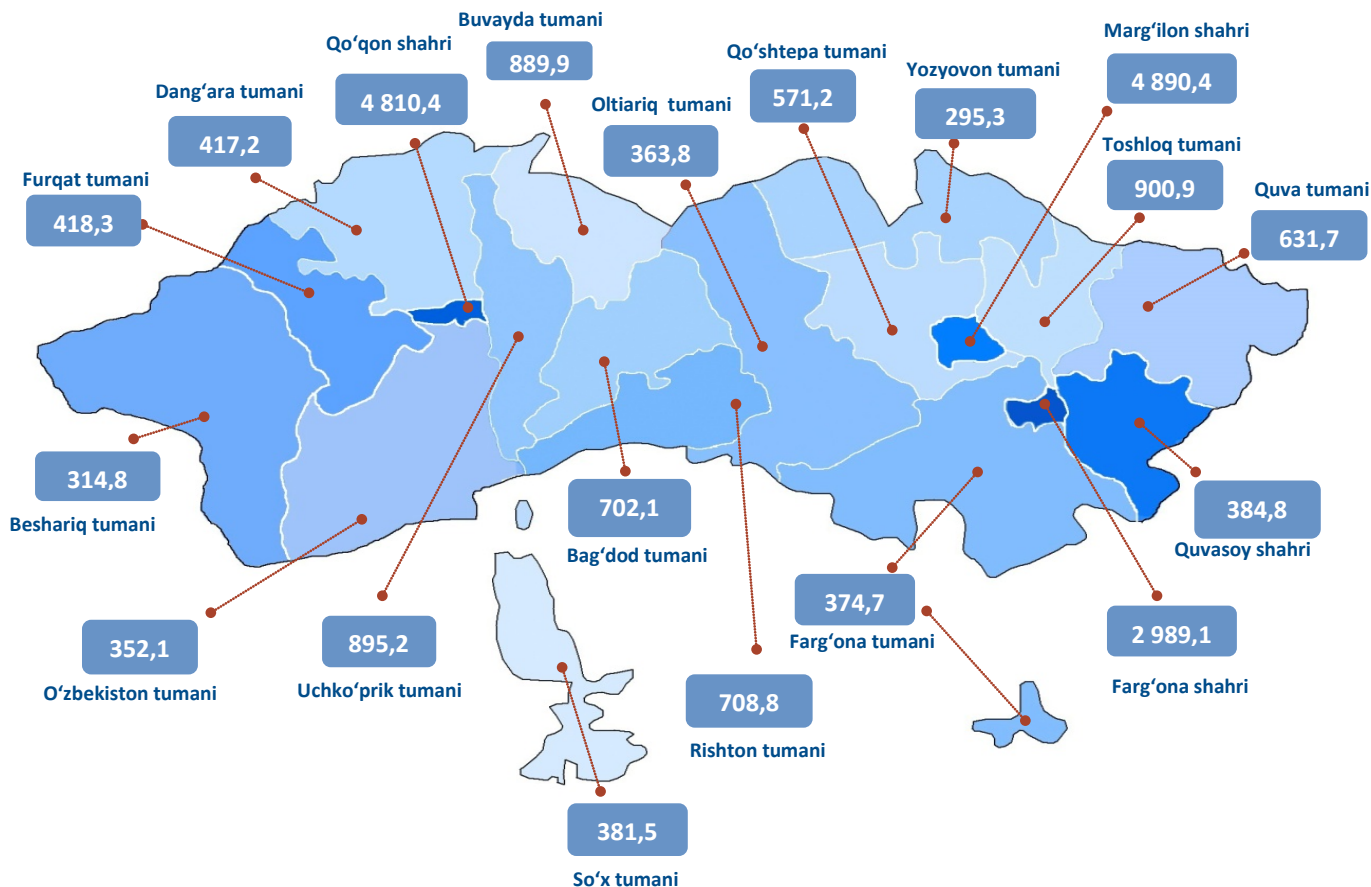 Buvayda tumani
889,9
Qo‘qon shahri
4 810,4
Dang‘ara tumani
417,2
Furqat tumani
418,3
Oltiariq  tumani
363,8
Qo‘shtepa tumani
571,2
Yozyovon tumani
295,3
Marg‘ilon shahri
4 890,4
Toshloq tumani
900,9
Quva tumani
631,7
314,8
Beshariq tumani
352,1
O‘zbekiston tumani
895,2
Uchko‘prik tumani
702,1
Bag‘dod tumani
708,8
Rishton tumani
374,7
Farg‘ona tumani
384,8
Quvasoy shahri
2 989,1
Farg‘ona shahri
381,5
So‘x tumani